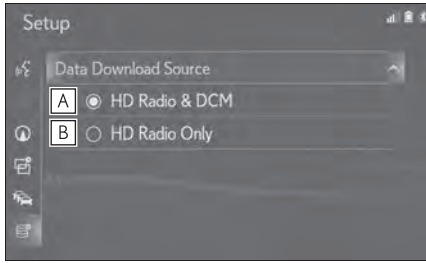 Setup
Data Download Source
A HD Radio & DCM
B HD Radio Only